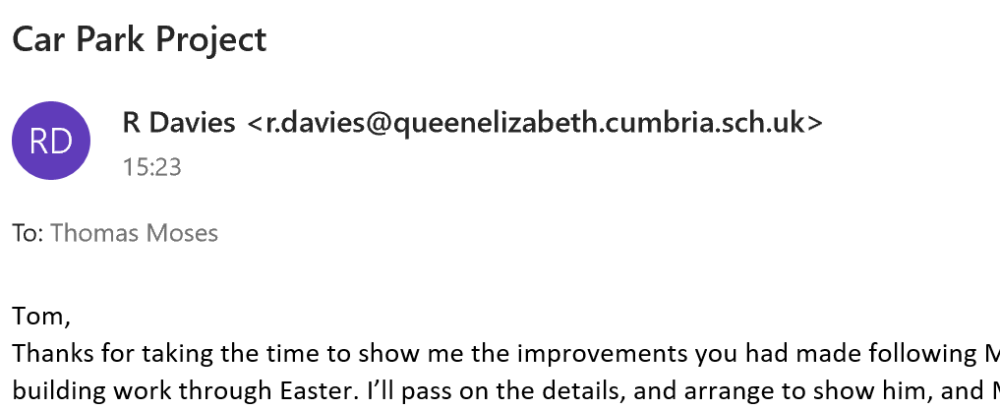 Car Park Project
RD
R Davies <r.davies@queenelizabeth.cumbria.sch.uk>
15:23
To: Thomas Moses
Tom,
Thanks for taking the time to show me the improvements you had made following
building work through Easter. I’ll pass on the details, and arrange to show him, and